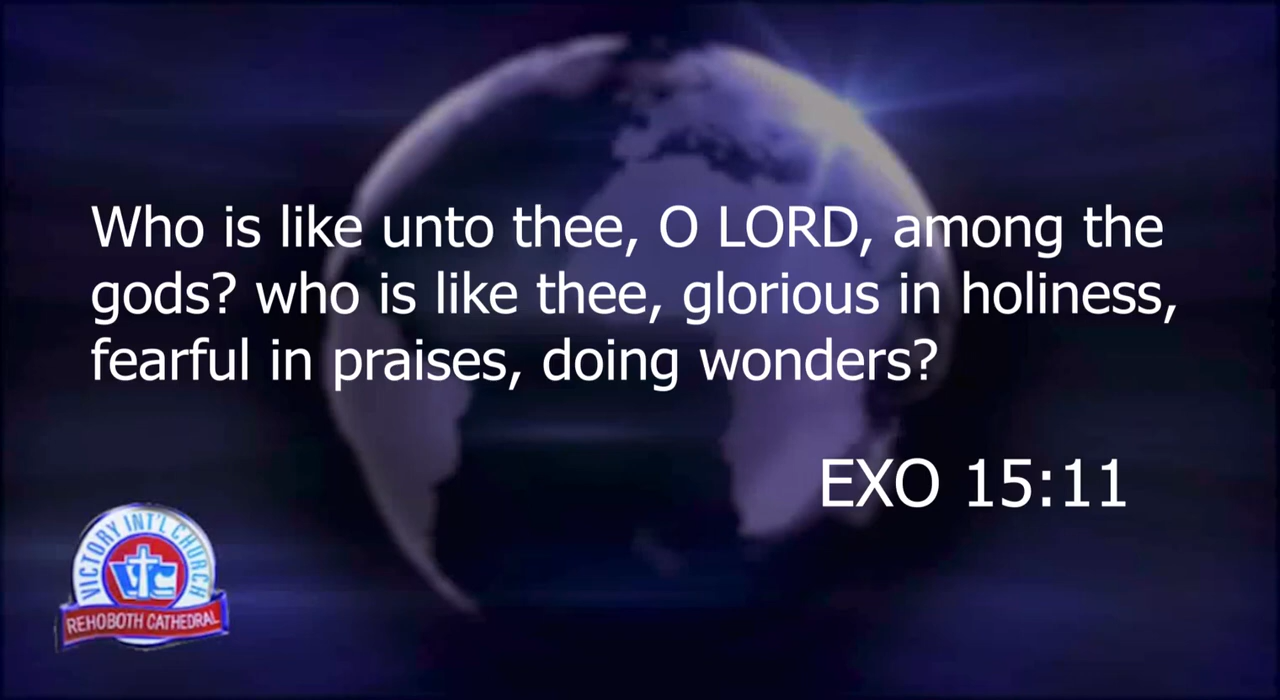 Who is like unto thee, O LORD, among the
gods? who is like thee, glorious in holiness,
fearful in praises, doing wonders?
EXO 15:11
VICTORY INT'L CHURCH
VC
REHOBOTH CATHEDRAL